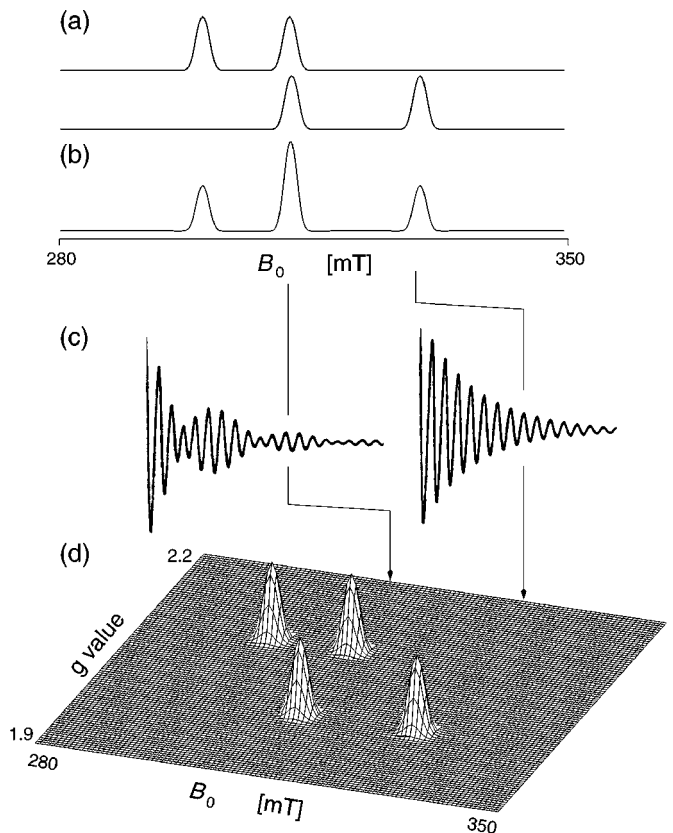 (a)
(b)
280
350
B₀ [mT]
(c)
(d)
2.2
g value
1.9
280
B₀ [mT]
350